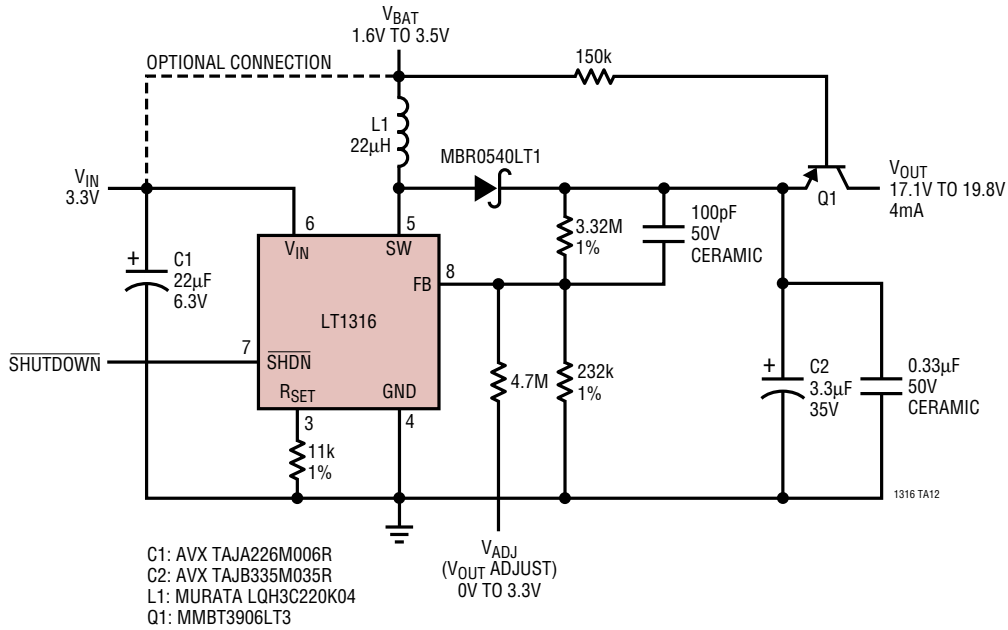 V_BAT
1.6V TO 3.5V
OPTIONAL CONNECTION
150k
L1
22μH
MBR0540LT1
V_IN
3.3V
V_OUT
17.1V TO 19.8V
4mA
Q1
6
5
V_IN
SW
3.32M
1%
100pF
50V
CERAMIC
+
C1
22μF
6.3V
FB
8
LT1316
7
SHUTDOWN
SHDN
R_SET
GND
4.7M
232k
1%
+
C2
3.3μF
35V
0.33μF
50V
CERAMIC
3
4
11k
1%
1316 TA12
V_ADJ
(V_OUT ADJUST)
0V TO 3.3V
C1: AVX TAJA226M006R
C2: AVX TAJB335M035R
L1: MURATA LQH3C220K04
Q1: MMBT3906LT3